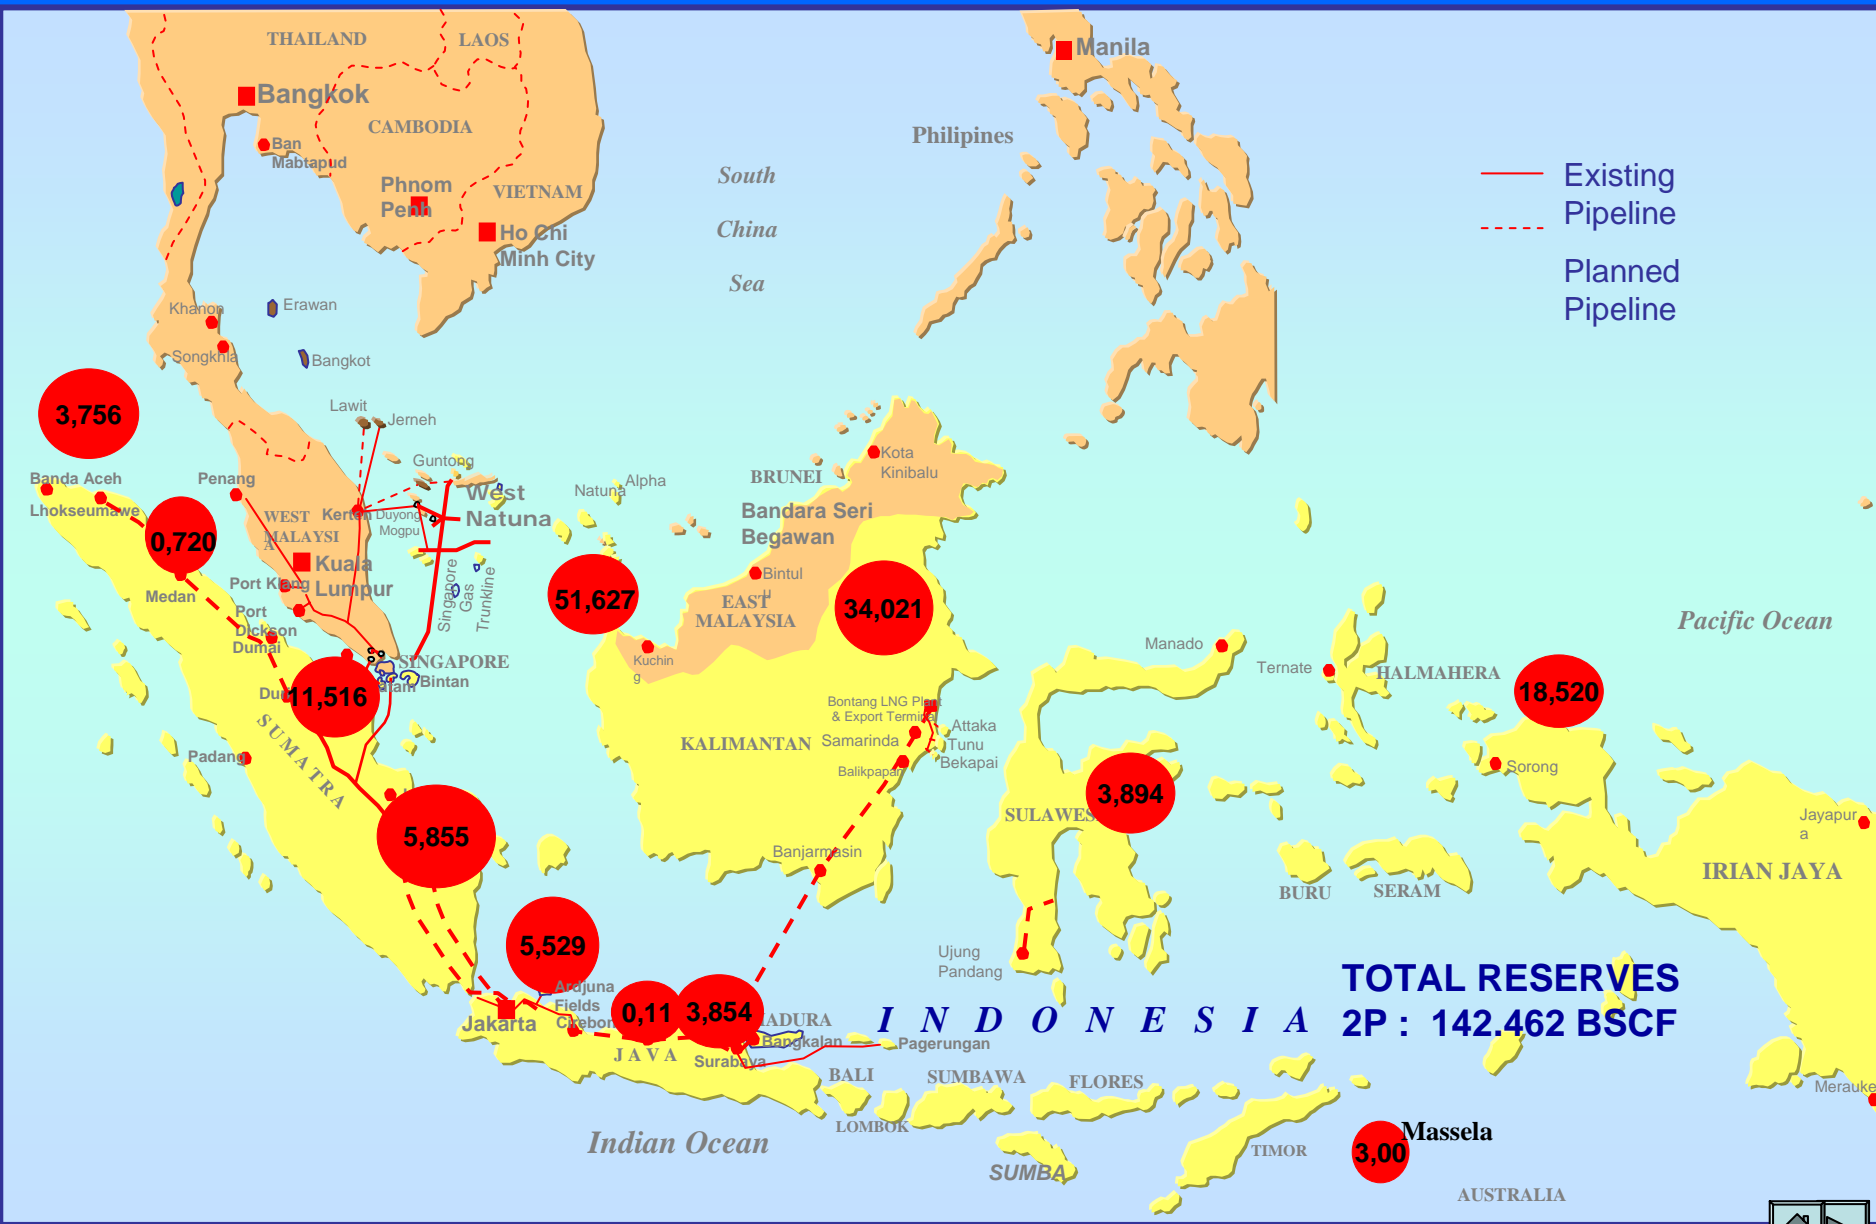 THAILAND
LAOS
Manila
Bangkok
CAMBODIA
Philipines
Ban
Mabtapud
Phnom
Penh
VIETNAM
South
China
Sea
Existing
Pipeline
Planned
Pipeline
Ho Chi
Minh City
Khanon
Erawan
Songkhla
Bangkot
3,756
Lawit
Jerneh
Guntong
Banda Aceh
Lhokseumawe
Penang
WEST
MALAYSI
A
Kerteh
Duyong
Mogpu
West
Natuna
Natuna
Alpha
BRUNEI
Kota
Kinibalu
Bandara Seri
Begawan
0,720
Kuala
Lumpur
Port Klang
Medan
Port
Dickson
Dumai
Singapore
Gas
Trunkline
51,627
Bintul
u
EAST
MALAYSIA
34,021
Kuchin
g
SINGAPORE
Bintan
11,516
SUMATRA
Padang
Manado
Ternate
HALMAHERA
Pacific Ocean
18,520
Bontang LNG Plant
& Export Terminal
Samarinda
Attaka
Tunu
Bekapai
KALIMANTAN
Balikpapan
Sorong
3,894
5,855
Jayapur
a
Banjarmasin
BURU
SERAM
IRIAN JAYA
5,529
Ujung
Pandang
TOTAL RESERVES
2P : 142.462 BSCF
Ardjuna
Fields
Cirebon
Jakarta
0,11
3,854
INDONESIA
JAVA
Surabaya
Bangkalan
Pagerungan
BALI
SUMBAWA
FLORES
LOMBOK
Merauke
Indian Ocean
SUMBA
TIMOR
3,00
Massela
AUSTRALIA